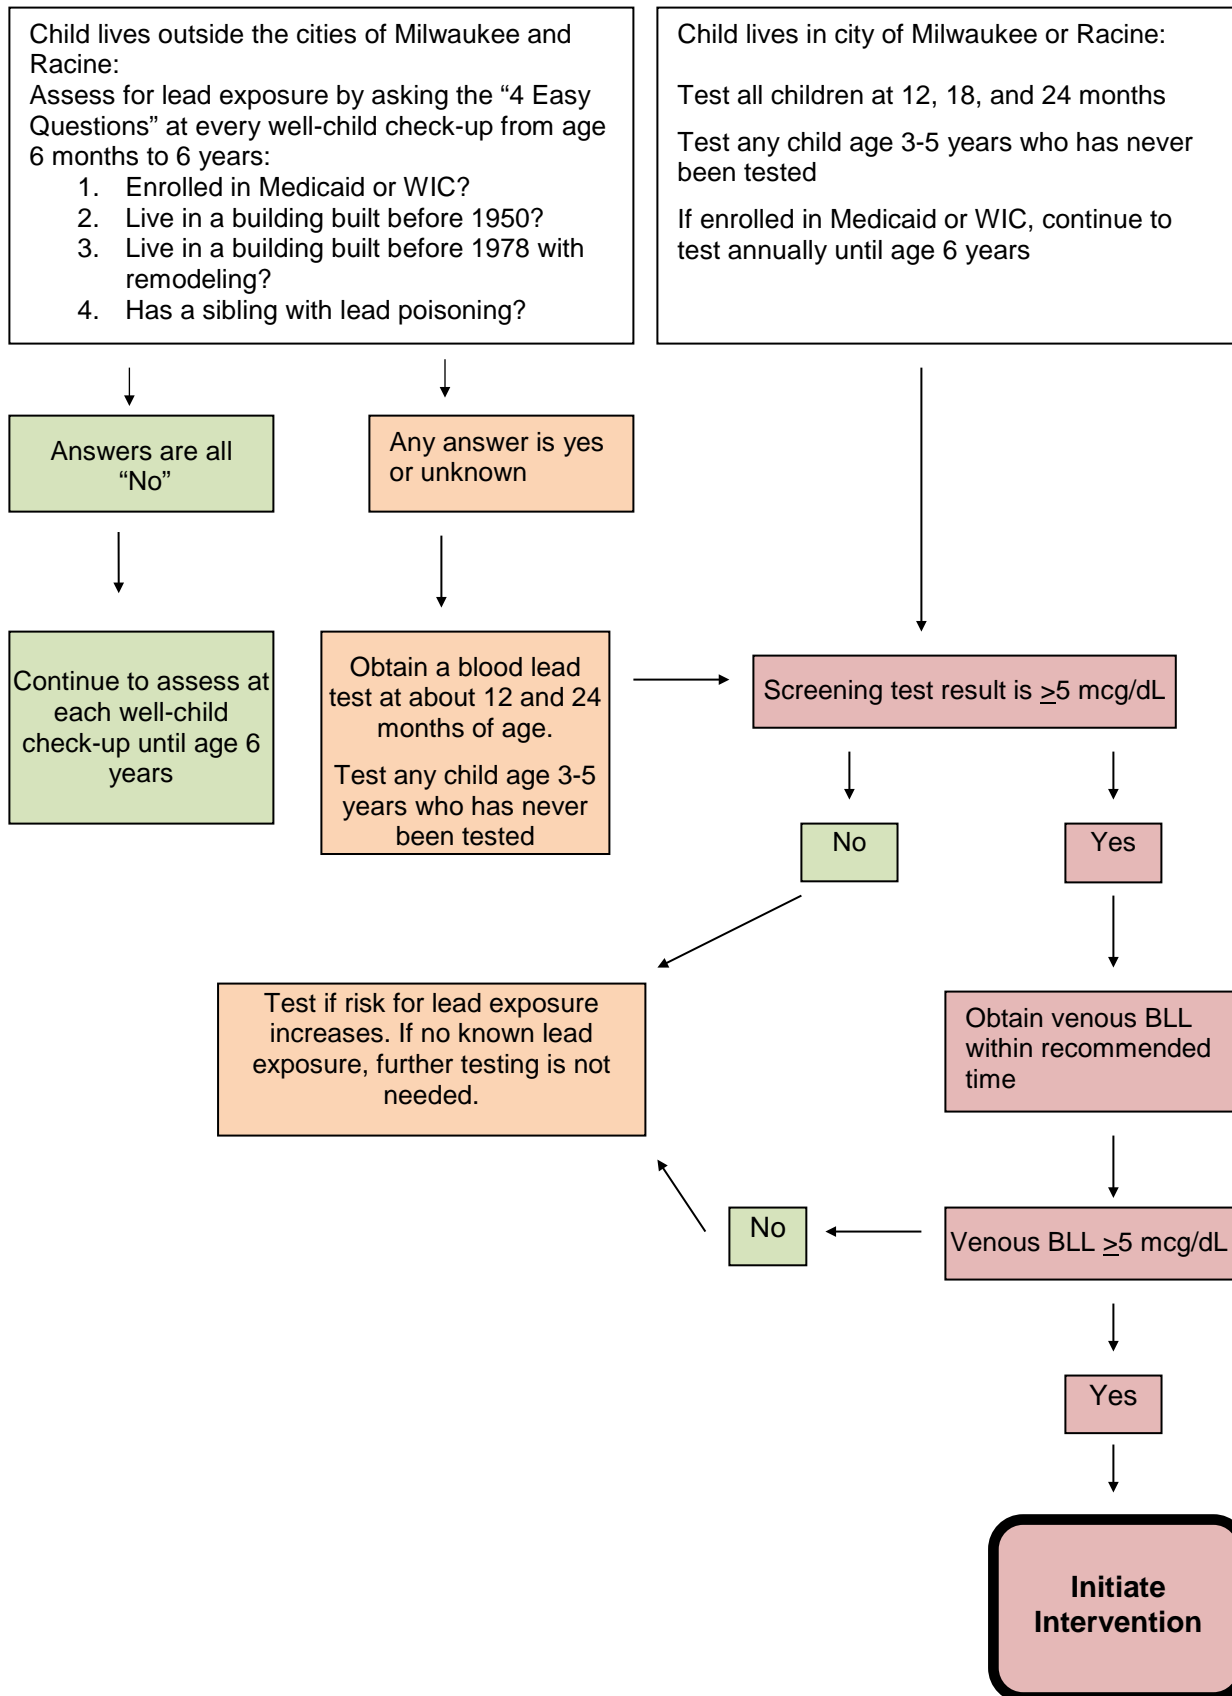 Child lives outside the cities of Milwaukee and
Racine:
Assess for lead exposure by asking the “4 Easy
Questions” at every well-child check-up from age
6 months to 6 years:
1. Enrolled in Medicaid or WIC?
2. Live in a building built before 1950?
3. Live in a building built before 1978 with
remodeling?
4. Has a sibling with lead poisoning?
Child lives in city of Milwaukee or Racine:
Test all children at 12, 18, and 24 months
Test any child age 3-5 years who has never
been tested
If enrolled in Medicaid or WIC, continue to
test annually until age 6 years
Answers are all
“No”
Any answer is yes
or unknown
Continue to assess at
each well-child
check-up until age 6
years
Obtain a blood lead
test at about 12 and 24
months of age.
Test any child age 3-5
years who has never
been tested
Screening test result is ≥5 mcg/dL
No
Yes
Test if risk for lead exposure
increases. If no known lead
exposure, further testing is not
needed.
Obtain venous BLL
within recommended
time
No
Venous BLL ≥5 mcg/dL
Yes
Initiate
Intervention